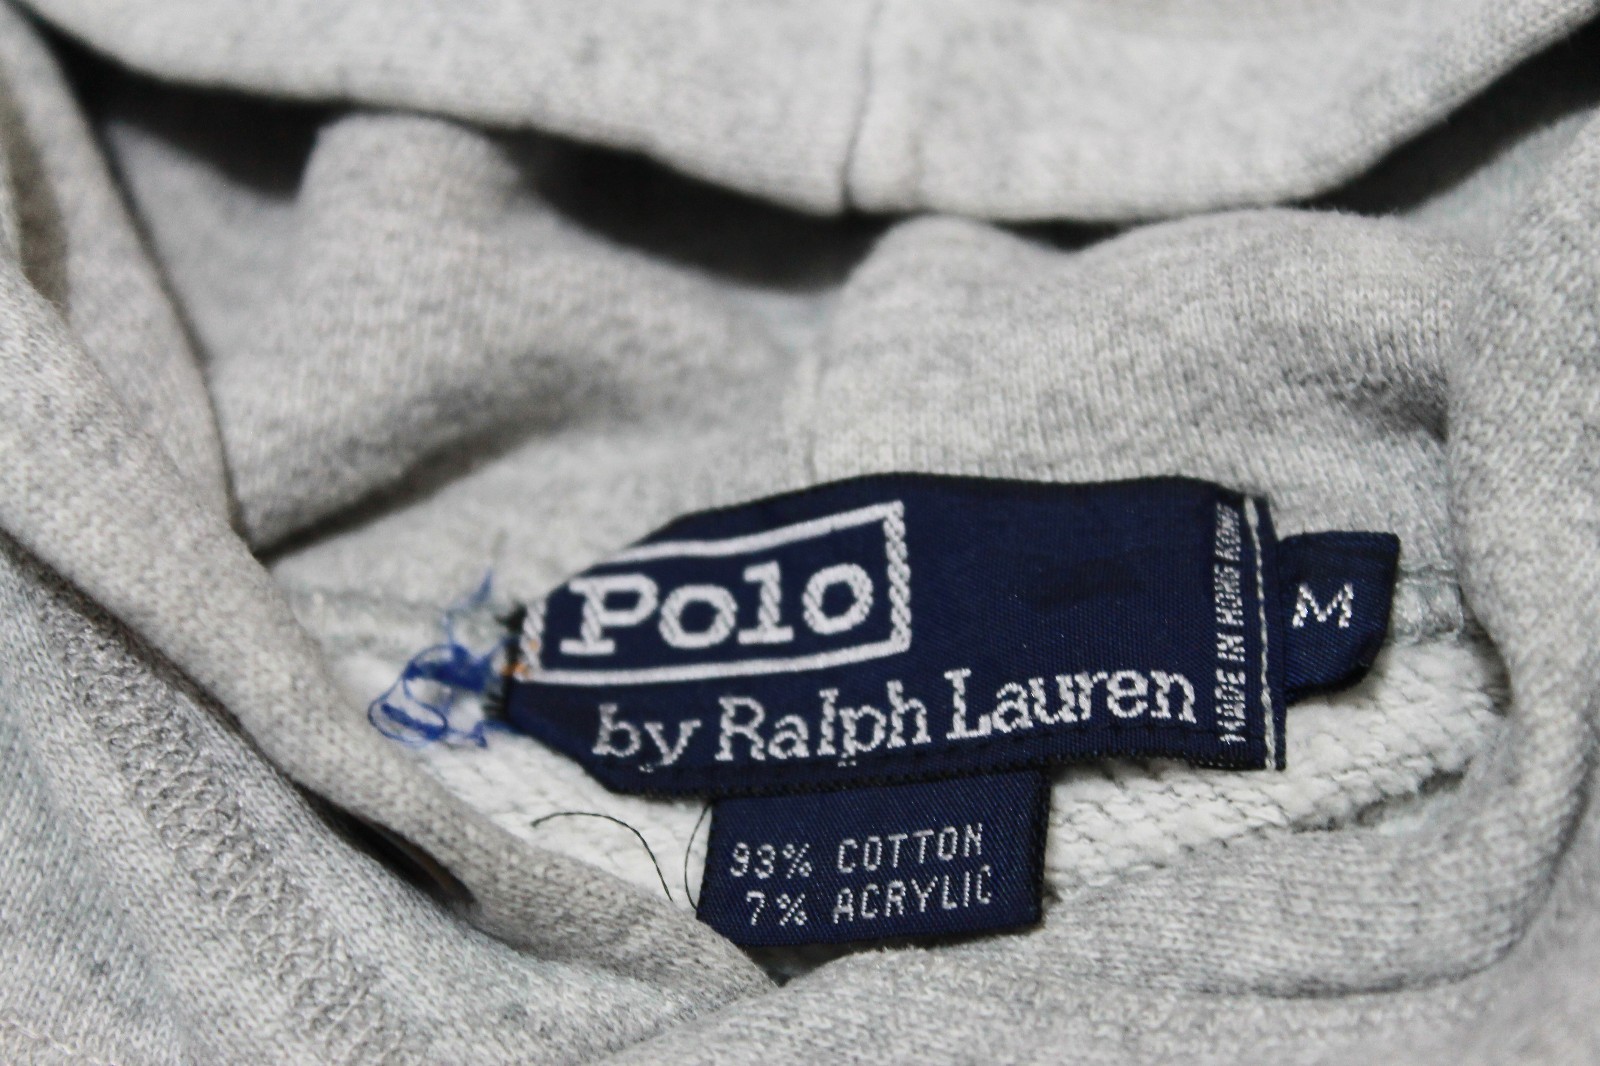 Polo
by Ralph Lauren
MADE IN HONG KONG
M
93% COTTON
7% ACRYLIC